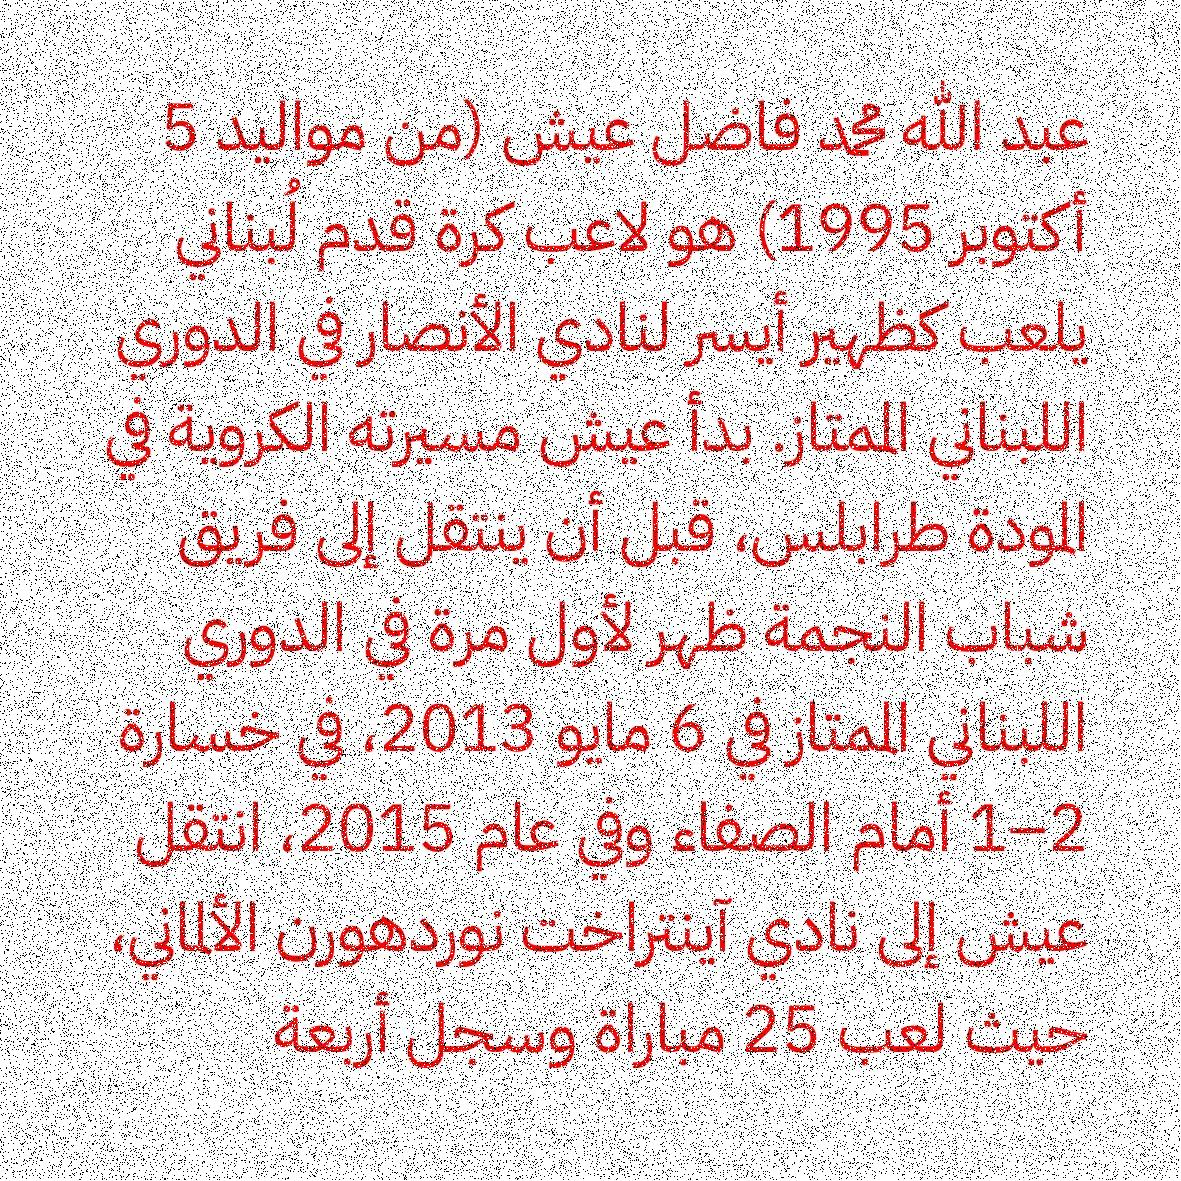 عبد الله محمد فاضل عيش (من مواليد 5
أكتوبر 1995) هو لاعب كرة قدم لُبناني
يلعب كظهير أيسر لنادي الأنصار في الدوري
اللبناني الممتاز. بدأ عيش مسيرته الكروية في
المودة طرابلس، قبل أن ينتقل إلى فريق
شباب النجمة ظهر لأول مرة في الدوري
اللبناني الممتاز في 6 مايو 2013، في خسارة
2–1 أمام الصفاء وفي عام 2015، انتقل
عيش إلى نادي آينتراخت نوردهورن الألماني،
حيث لعب 25 مباراة وسجل أربعة